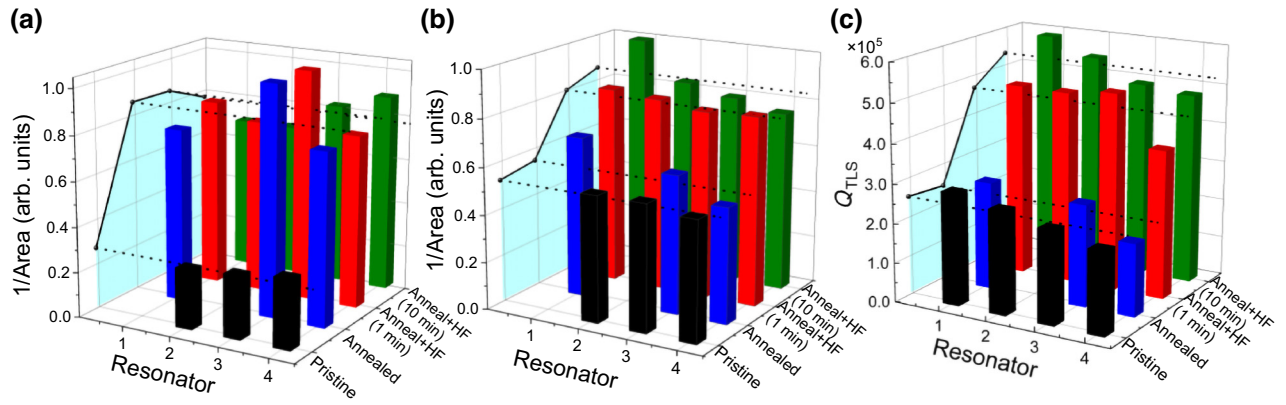 (a)
1/Area (arb. units)
1.0
0.8
0.6
0.4
0.2
0.0
1
2
3
4
Resonator
Pristine
Annealed
Anneal+HF
(1 min)
Anneal+HF
(10 min)
(b)
1/Area (arb. units)
1.0
0.8
0.6
0.4
0.2
0.0
1
2
3
4
Resonator
Pristine
Annealed
Anneal+HF
(1 min)
Anneal+HF
(10 min)
(c)
×10⁵
Q_TLS
6.0
5.0
4.0
3.0
2.0
1.0
0.0
1
2
3
4
Resonator
Pristine
Annealed
Anneal+HF
(1 min)
Anneal+HF
(10 min)